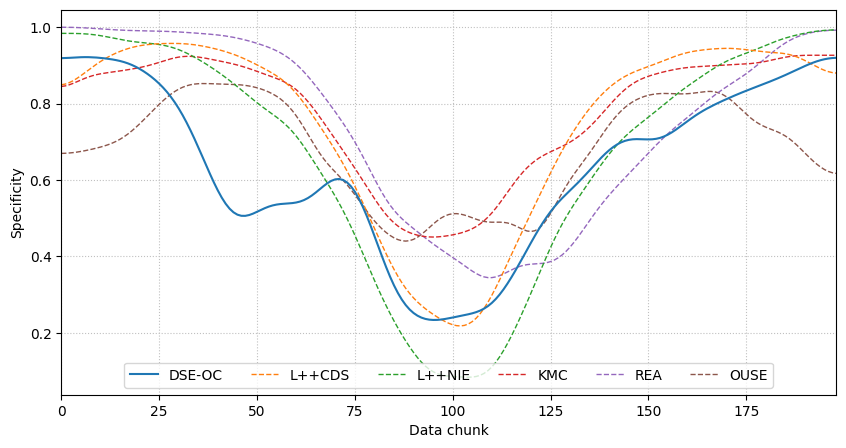 1.0
0.8
0.6
0.4
0.2
Specificity
0 25 50 75 100 125 150 175
Data chunk
DSE-OC L++CDS L++NIE KMC REA OUSE